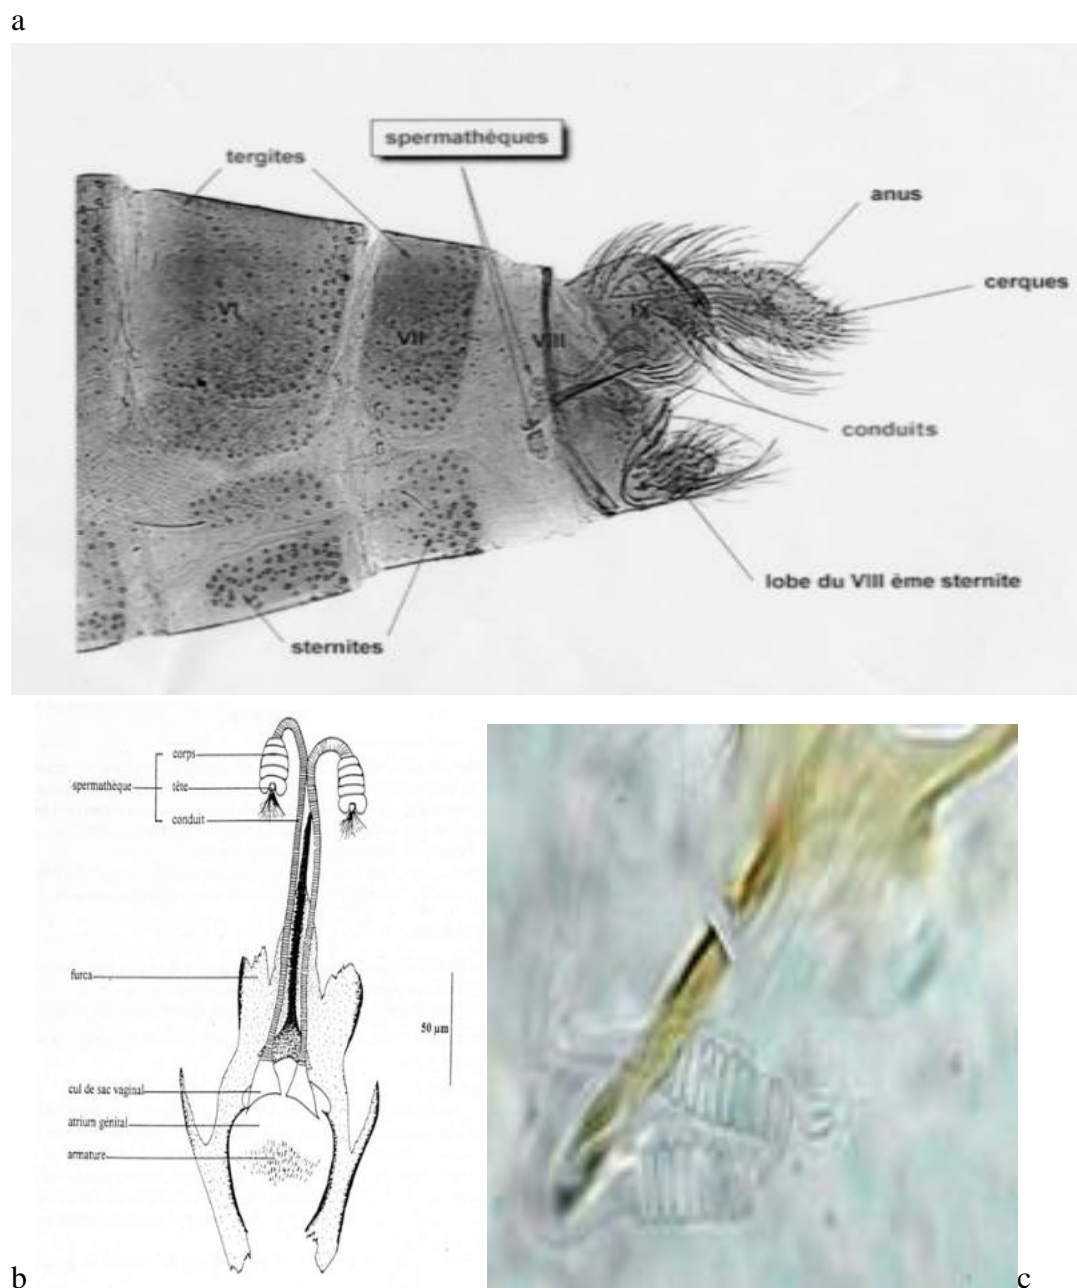 a
spermathèques
tergites
anus
cerques
VI
VII
VIII
IX
conduits
lobe du VIII ème sternite
sternites
corps
spermathèque
tête
conduit
furca
50 µm
cul de sac vaginal
atrium génital
armature
b
c